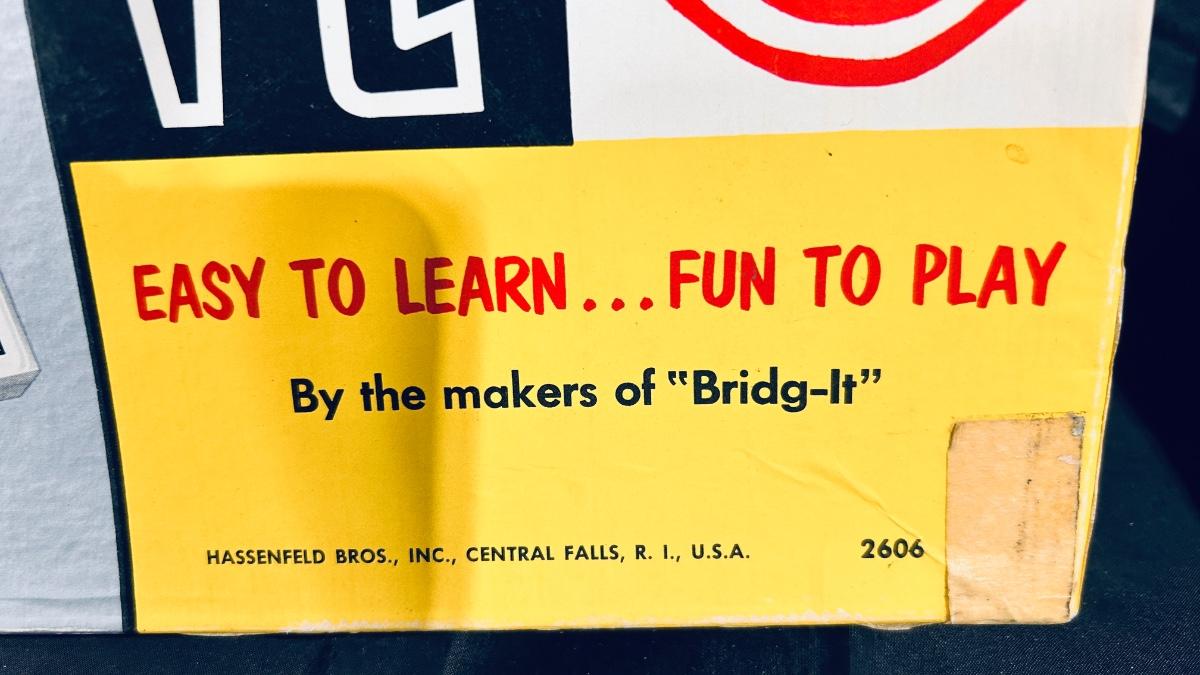 EASY TO LEARN...FUN TO PLAY
By the makers of "Bridg-It"
HASSENFELD BROS., INC., CENTRAL FALLS, R. I., U.S.A. 2606